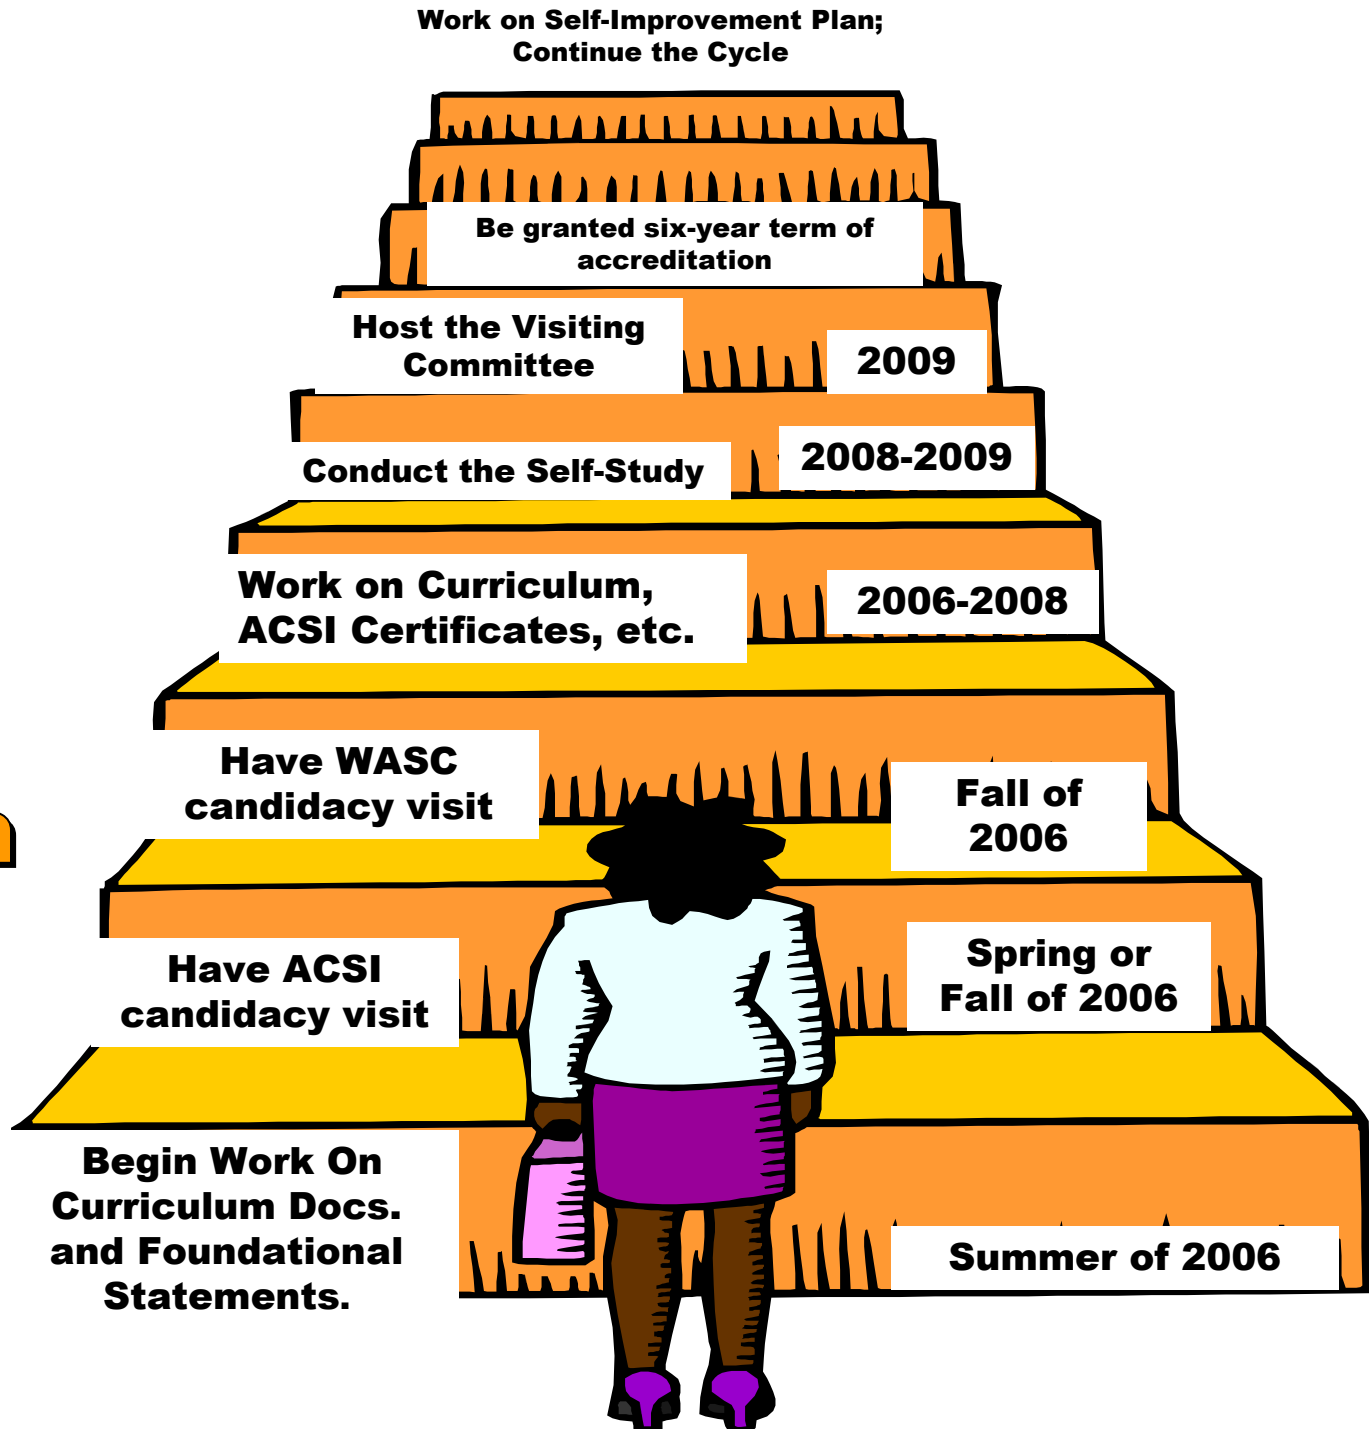 Work on Self-Improvement Plan;
Continue the Cycle
Be granted six-year term of
accreditation
Host the Visiting
Committee
2009
Conduct the Self-Study
2008-2009
Work on Curriculum,
ACSI Certificates, etc.
2006-2008
Have WASC
candidacy visit
Fall of
2006
Have ACSI
candidacy visit
Spring or
Fall of 2006
Begin Work On
Curriculum Docs.
and Foundational
Statements.
Summer of 2006